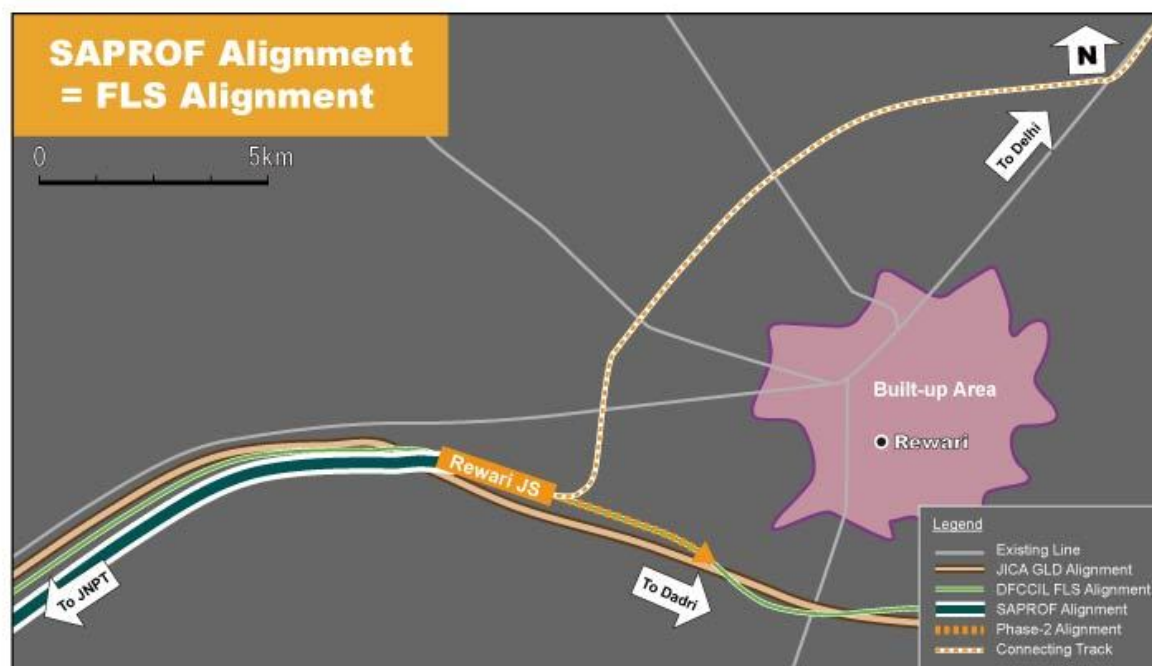 SAPROF Alignment
= FLS Alignment
N
0 5km
To Delhi
Built-up Area
Rewari
Rewari JS
To JNPT
To Dadri
Legend
Existing Line
JICA GLD Alignment
DFCCIL FLS Alignment
SAPROF Alignment
Phase-2 Alignment
Connecting Track